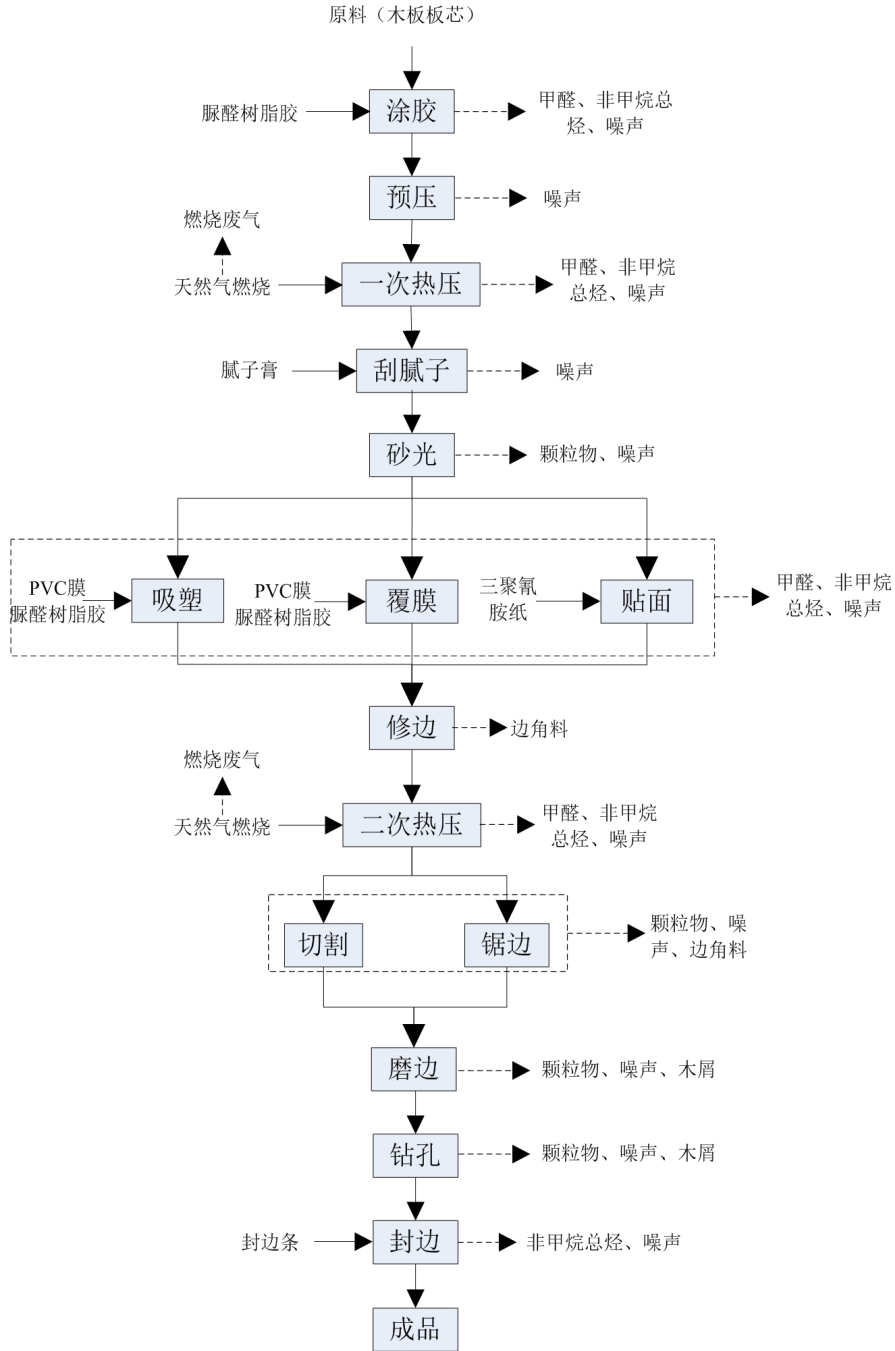 原料（木板板芯）
脲醛树脂胶
涂胶
甲醛、非甲烷总
烃、噪声
预压
噪声
燃烧废气
天然气燃烧
一次热压
甲醛、非甲烷
总烃、噪声
腻子膏
刮腻子
噪声
砂光
颗粒物、噪声
PVC膜
脲醛树脂胶
吸塑
PVC膜
脲醛树脂胶
覆膜
三聚氰
胺纸
贴面
甲醛、非甲烷
总烃、噪声
修边
边角料
燃烧废气
天然气燃烧
二次热压
甲醛、非甲烷
总烃、噪声
切割
锯边
颗粒物、噪
声、边角料
磨边
颗粒物、噪声、木屑
钻孔
颗粒物、噪声、木屑
封边条
封边
非甲烷总烃、噪声
成品